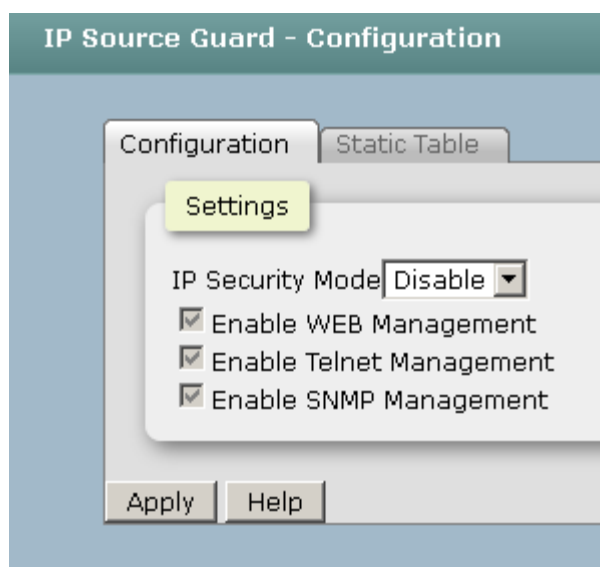 IP Source Guard - Configuration
Configuration Static Table
Settings
IP Security Mode Disable
Enable WEB Management
Enable Telnet Management
Enable SNMP Management
Apply Help